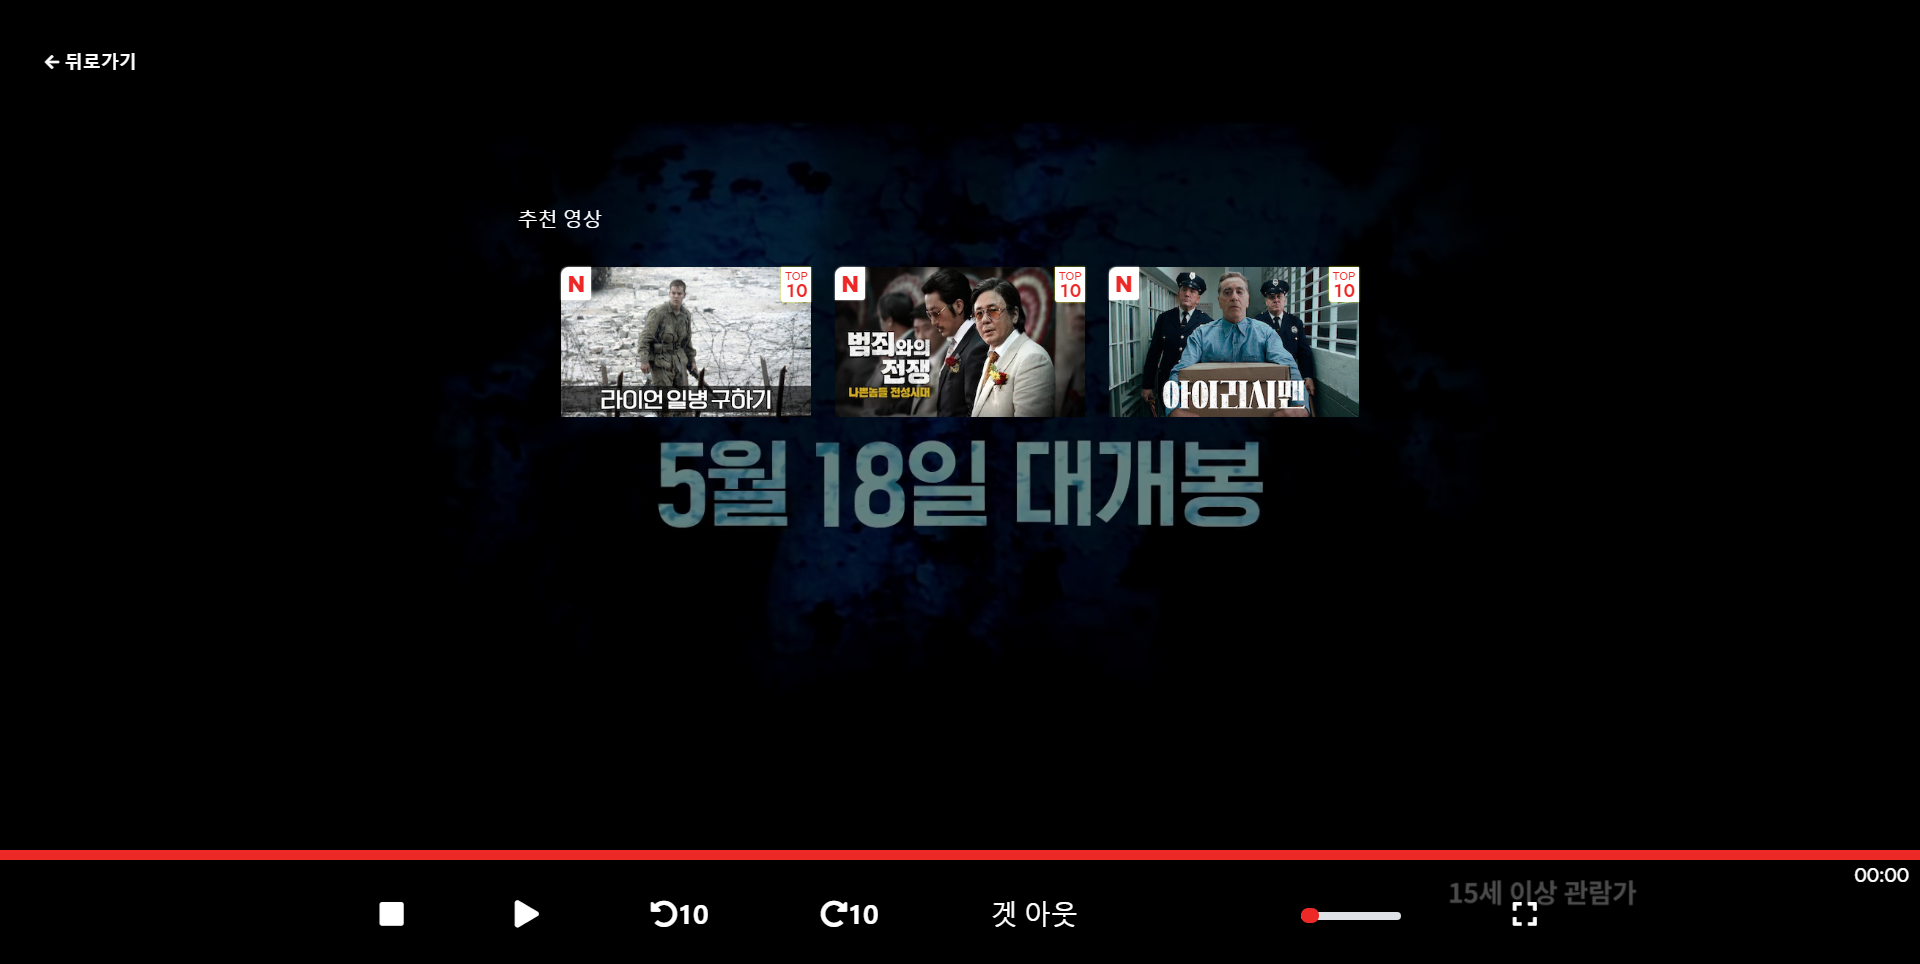 뒤로가기
추천 영상
N
TOP
10
라이언 일병 구하기
N
TOP
10
범죄와의
전쟁
나쁜놈들 전성시대
N
TOP
10
아이리시맨
5월 18일 대개봉
00:00
15세 이상 관람가
10
10
겟 아웃